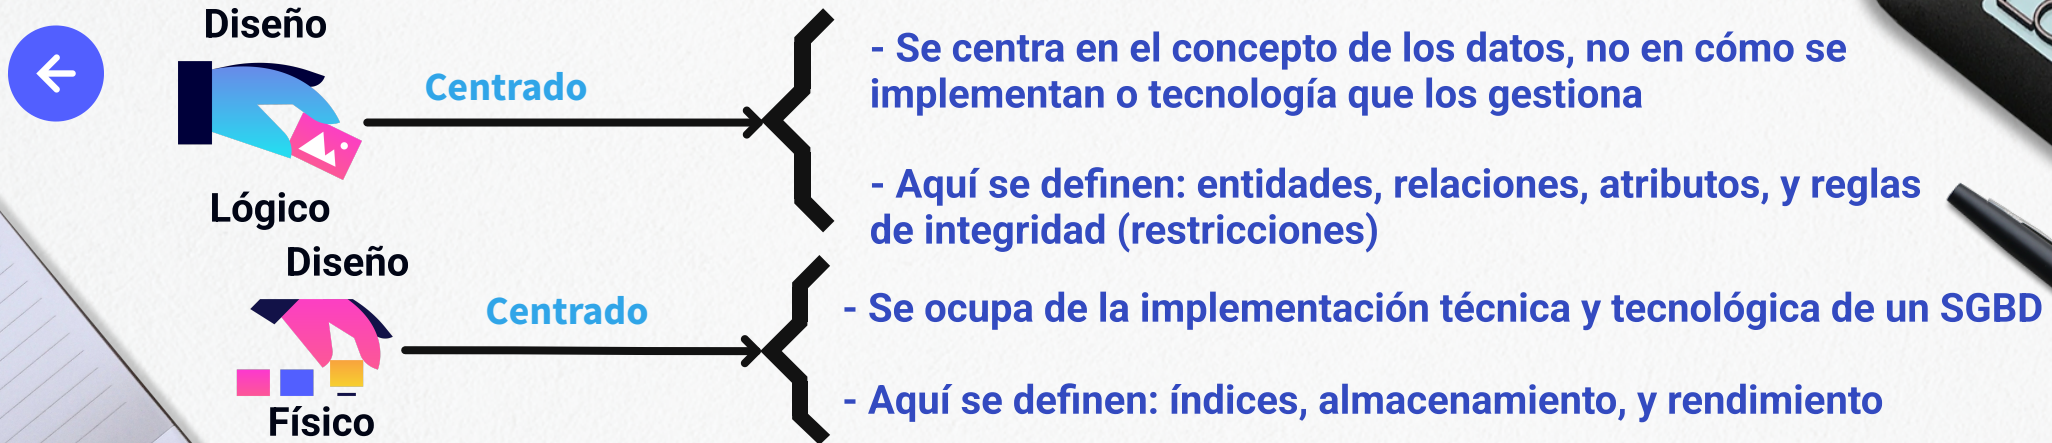 Diseño
Lógico
Centrado
- Se centra en el concepto de los datos, no en cómo se
implementan o tecnología que los gestiona
- Aquí se definen: entidades, relaciones, atributos, y reglas
de integridad (restricciones)
Diseño
Físico
Centrado
- Se ocupa de la implementación técnica y tecnológica de un SGBD
- Aquí se definen: índices, almacenamiento, y rendimiento